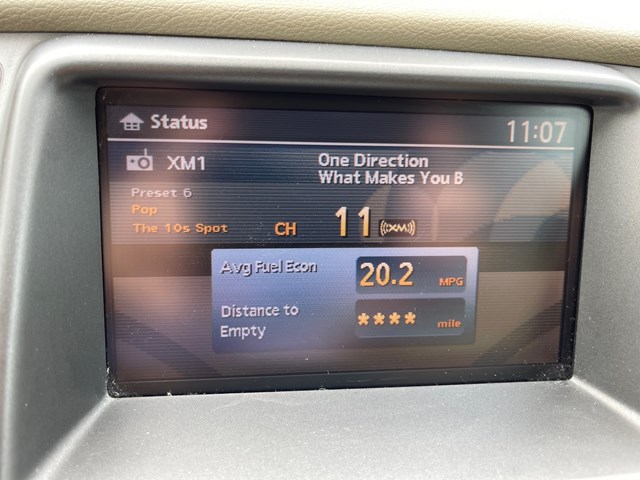 Status
11:07
XM1
One Direction
What Makes You B
Preset 6
Pop
The 10s Spot
CH 11 ((XM))
Avg Fuel Econ 20.2 MPG
Distance to
Empty
**** mile